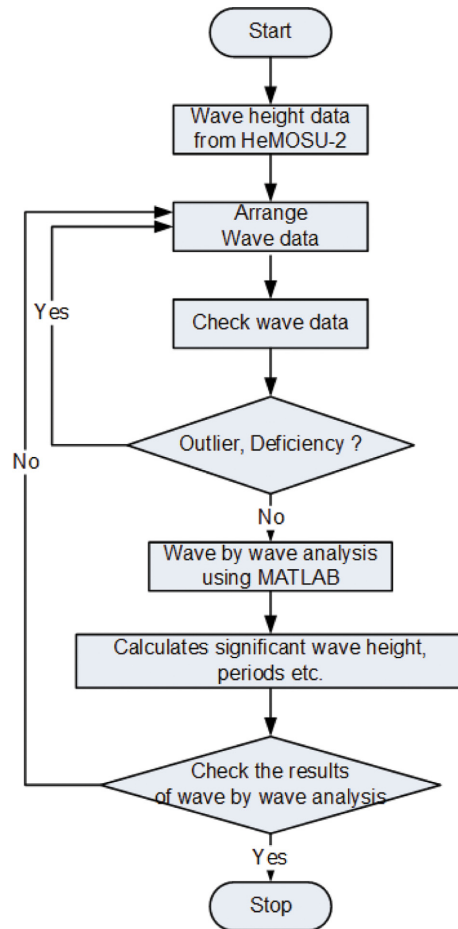 Start
Wave height data
from HeMOSU-2
Arrange
Wave data
Yes
Check wave data
No
Outlier, Deficiency ?
No
Wave by wave analysis
using MATLAB
Calculates significant wave height,
periods etc.
Check the results
of wave by wave analysis
Yes
Stop